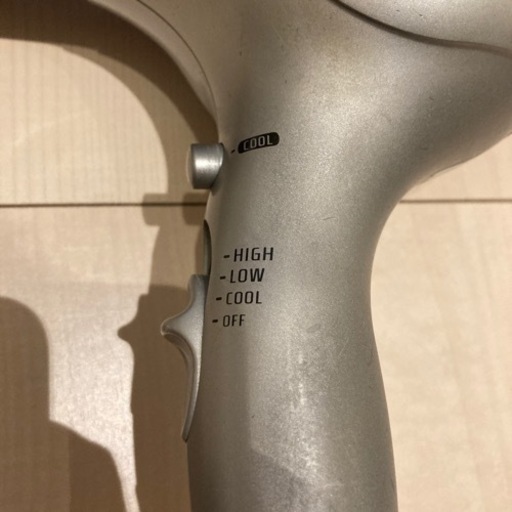 - COOL
- HIGH
- LOW
- COOL
- OFF